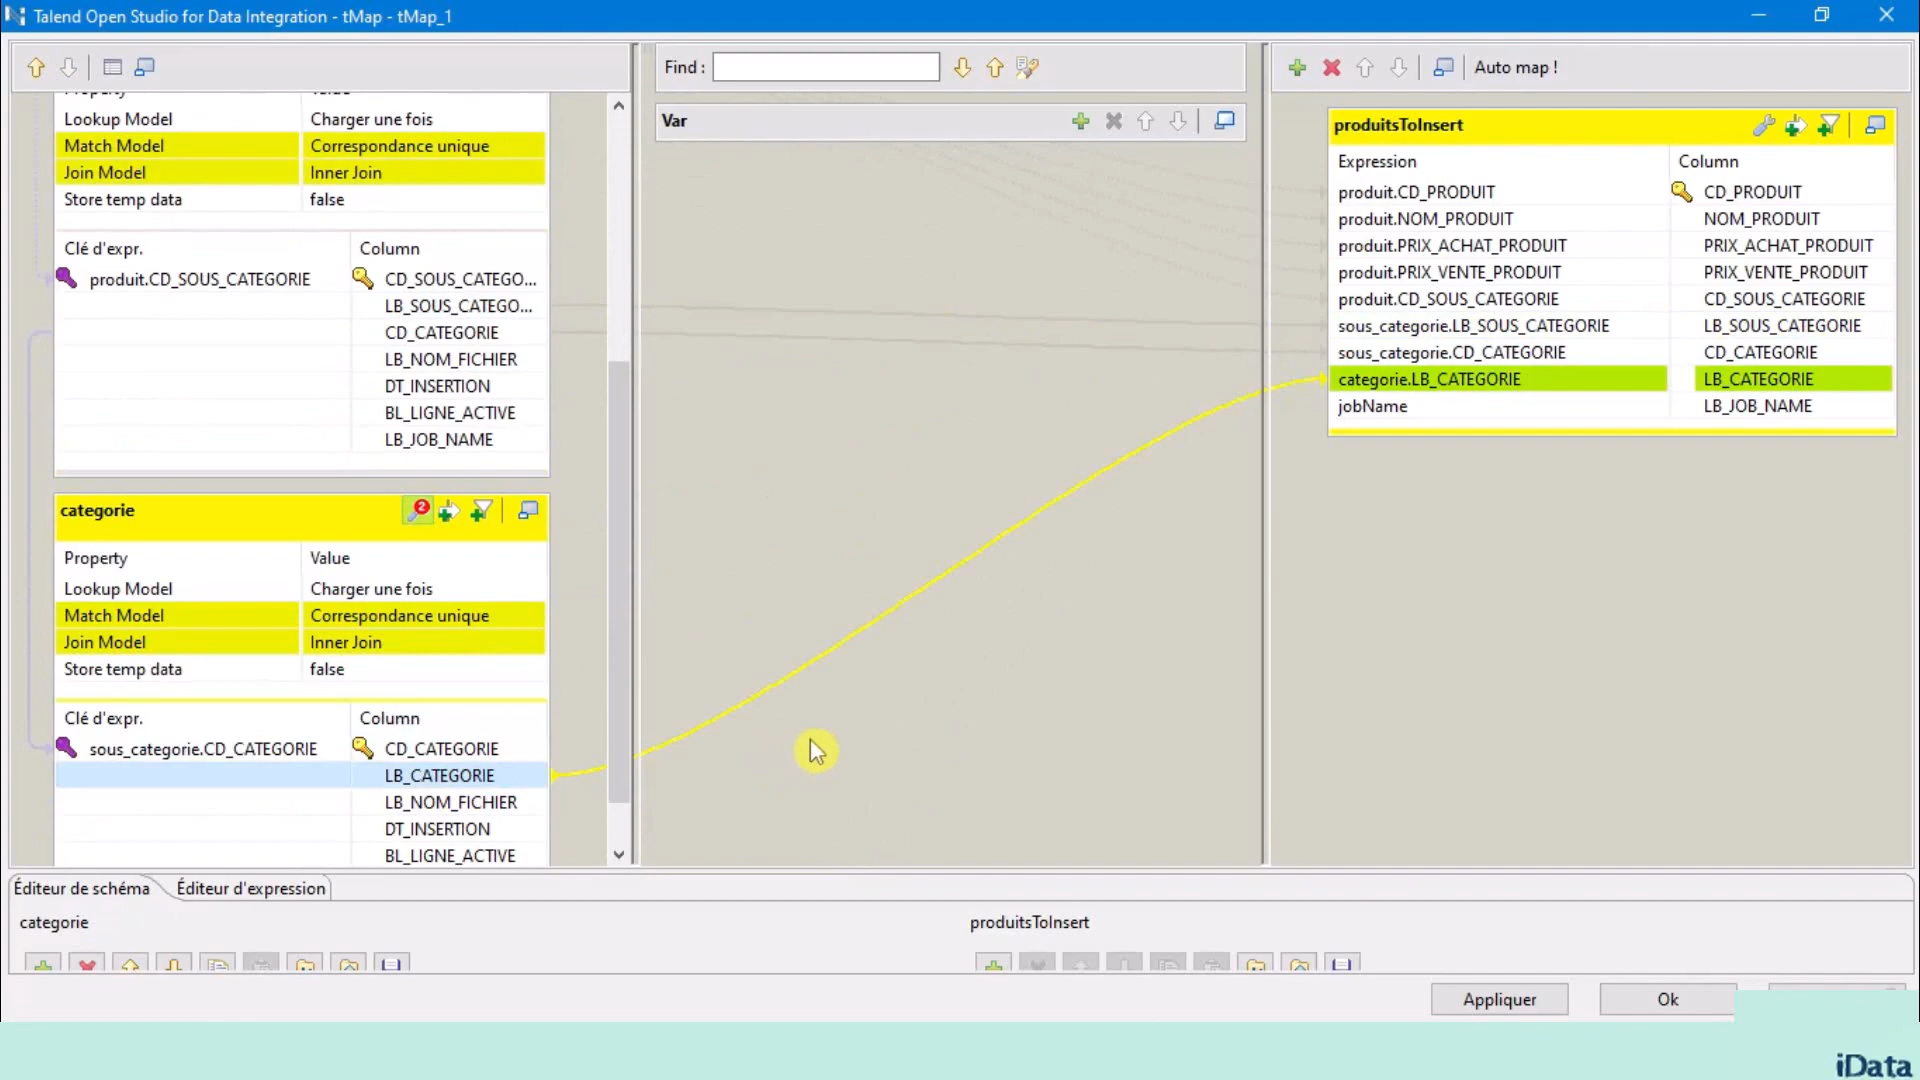 Talend Open Studio for Data Integration - tMap - tMap_1
Find :
Auto map !
Property Value
Lookup Model Charger une fois
Match Model Correspondance unique
Join Model Inner Join
Store temp data false
Clé d'expr. Column
produit.CD_SOUS_CATEGORIE CD_SOUS_CATEGO...
LB_SOUS_CATEGO...
CD_CATEGORIE
LB_NOM_FICHIER
DT_INSERTION
BL_LIGNE_ACTIVE
LB_JOB_NAME
categorie 2
Property Value
Lookup Model Charger une fois
Match Model Correspondance unique
Join Model Inner Join
Store temp data false
Clé d'expr. Column
sous_categorie.CD_CATEGORIE CD_CATEGORIE
LB_CATEGORIE
LB_NOM_FICHIER
DT_INSERTION
BL_LIGNE_ACTIVE
Var
produitsToInsert
Expression Column
produit.CD_PRODUIT CD_PRODUIT
produit.NOM_PRODUIT NOM_PRODUIT
produit.PRIX_ACHAT_PRODUIT PRIX_ACHAT_PRODUIT
produit.PRIX_VENTE_PRODUIT PRIX_VENTE_PRODUIT
produit.CD_SOUS_CATEGORIE CD_SOUS_CATEGORIE
sous_categorie.LB_SOUS_CATEGORIE LB_SOUS_CATEGORIE
sous_categorie.CD_CATEGORIE CD_CATEGORIE
categorie.LB_CATEGORIE LB_CATEGORIE
jobName LB_JOB_NAME
Éditeur de schéma Éditeur d'expression
categorie produitsToInsert
Appliquer Ok
iData